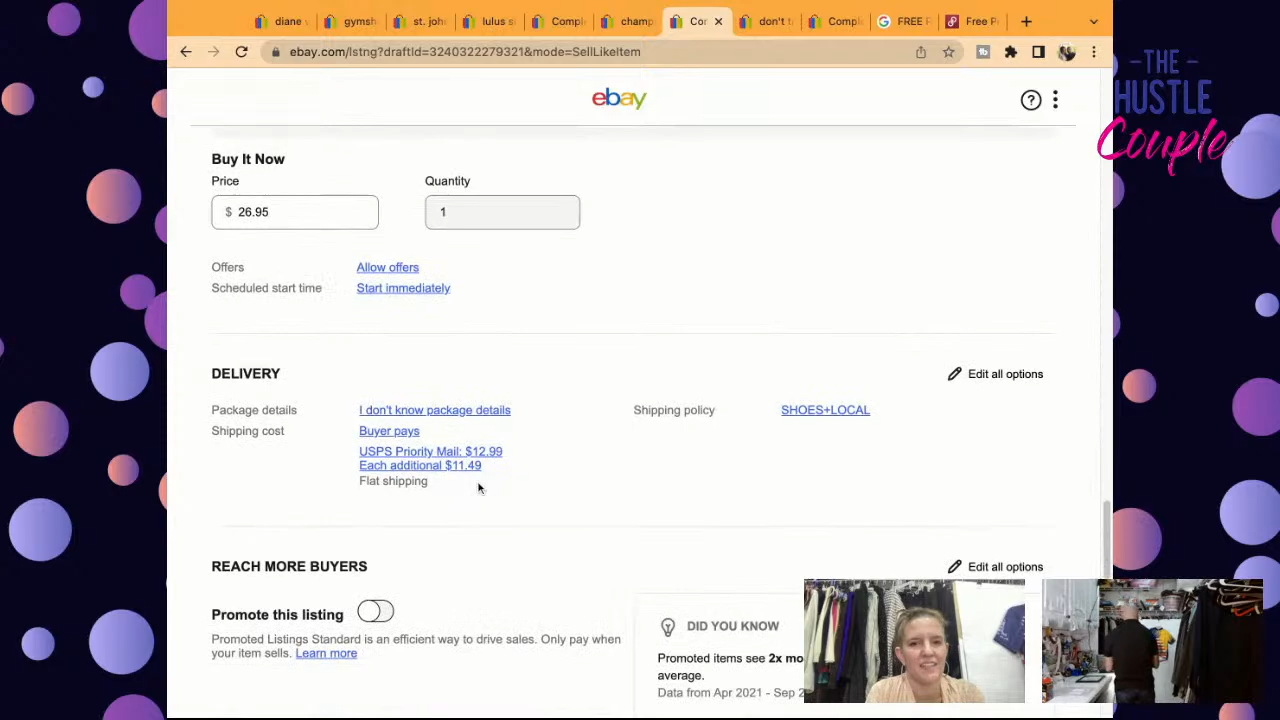 diane v
gymsh
st. joh
lulus s
Comple
champ
Cor
don't t
Comple
FREE F
Free Pr
ebay.com/lstng?draftId=3240322279321&mode=SellLikeItem
ebay
-THE-
HUSTLE
Couple
Buy It Now
Price
Quantity
$ 26.95
1
Offers
Allow offers
Scheduled start time
Start immediately
DELIVERY
Edit all options
Package details
I don't know package details
Shipping policy
SHOES+LOCAL
Shipping cost
Buyer pays
USPS Priority Mail: $12.99
Each additional $11.49
Flat shipping
REACH MORE BUYERS
Edit all options
Promote this listing
Promoted Listings Standard is an efficient way to drive sales. Only pay when
your item sells. Learn more
DID YOU KNOW
Promoted items see 2x mo
average.
Data from Apr 2021 - Sep 2